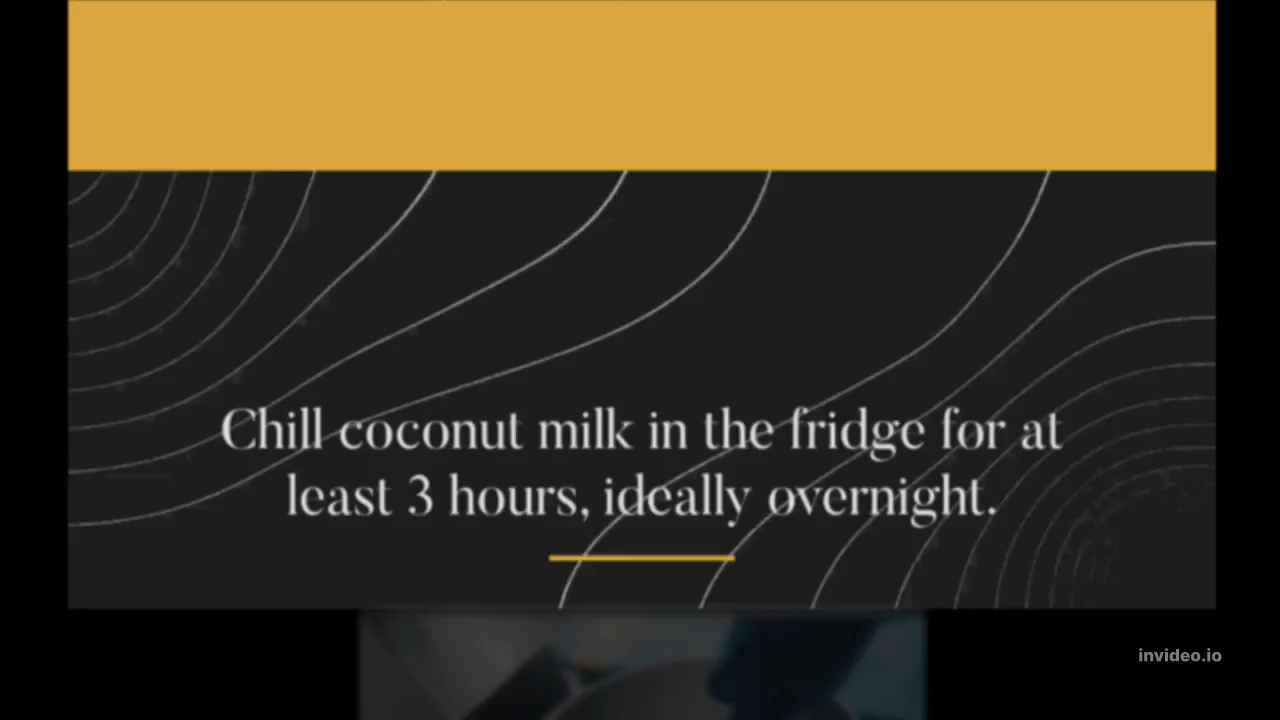 Chill coconut milk in the fridge for at
least 3 hours, ideally overnight.
invideo.io